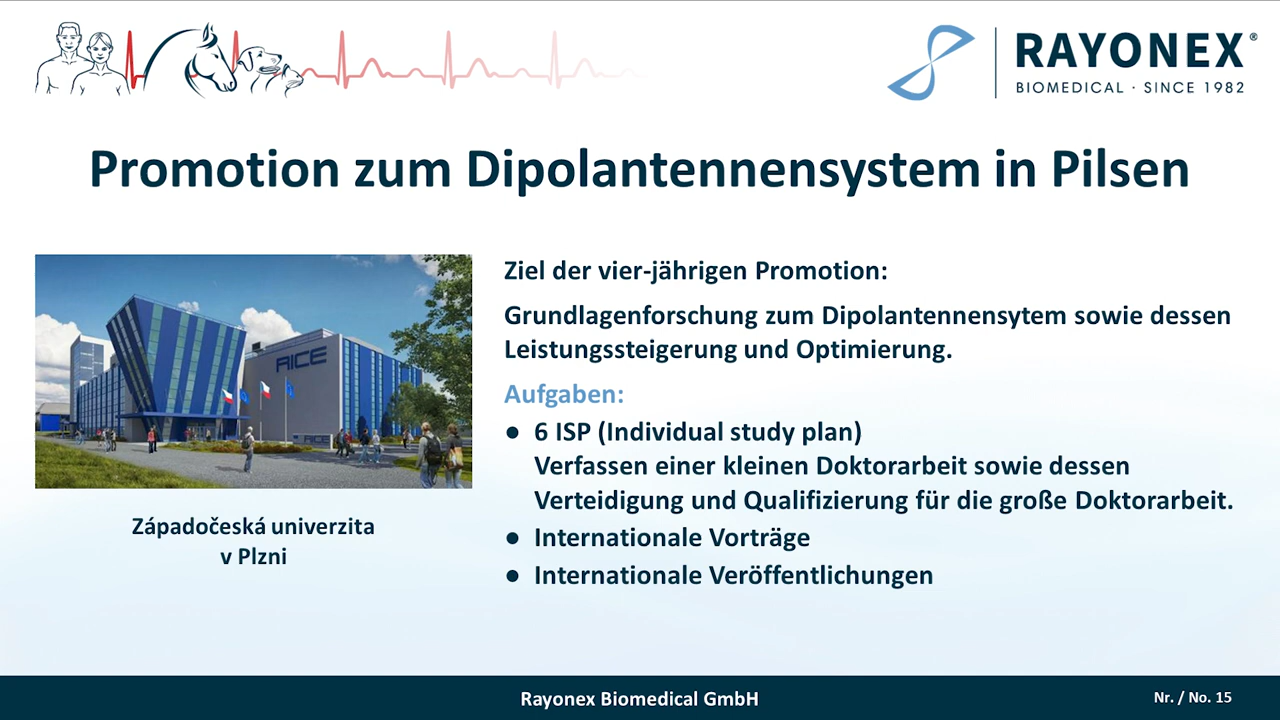 RAYONEX®
BIOMEDICAL · SINCE 1982
Promotion zum Dipolantennensystem in Pilsen
RICE
Západočeská univerzita
v Plzni
Ziel der vier-jährigen Promotion:
Grundlagenforschung zum Dipolantennensytem sowie dessen
Leistungssteigerung und Optimierung.
Aufgaben:
● 6 ISP (Individual study plan)
Verfassen einer kleinen Doktorarbeit sowie dessen
Verteidigung und Qualifizierung für die große Doktorarbeit.
● Internationale Vorträge
● Internationale Veröffentlichungen
Rayonex Biomedical GmbH
Nr. / No. 15